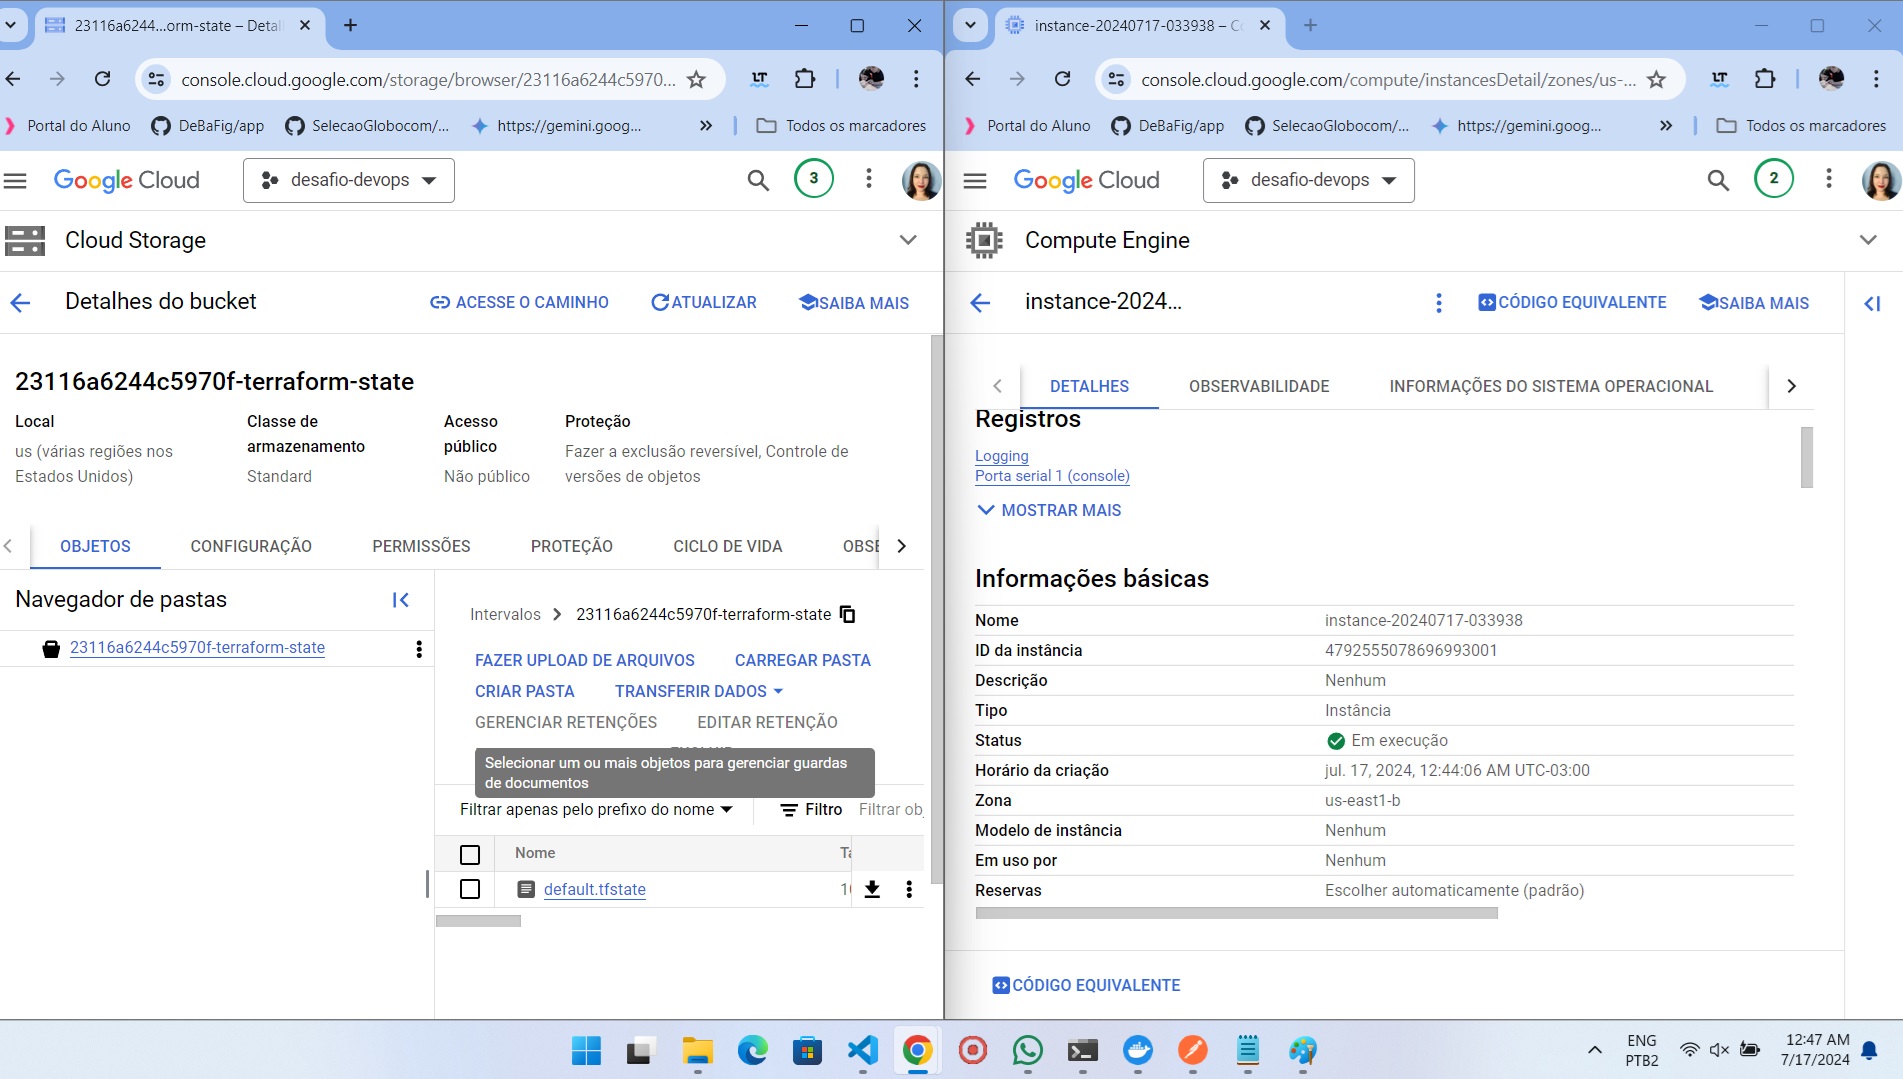 23116a6244...orm-state – Detal
console.cloud.google.com/storage/browser/23116a6244c5970...
Portal do Aluno
DeBaFig/app
SelecaoGlobocom/...
https://gemini.goog...
Todos os marcadores
Google Cloud
desafio-devops
3
Cloud Storage
Detalhes do bucket
ACESSE O CAMINHO
ATUALIZAR
SAIBA MAIS
23116a6244c5970f-terraform-state
Local
us (várias regiões nos
Estados Unidos)
Classe de
armazenamento
Standard
Acesso
público
Não público
Proteção
Fazer a exclusão reversível, Controle de
versões de objetos
OBJETOS
CONFIGURAÇÃO
PERMISSÕES
PROTEÇÃO
CICLO DE VIDA
OBSE
Navegador de pastas
23116a6244c5970f-terraform-state
Intervalos
23116a6244c5970f-terraform-state
FAZER UPLOAD DE ARQUIVOS
CARREGAR PASTA
CRIAR PASTA
TRANSFERIR DADOS
GERENCIAR RETENÇÕES
EDITAR RETENÇÃO
Selecionar um ou mais objetos para gerenciar guardas
de documentos
Filtrar apenas pelo prefixo do nome
Filtro
Filtrar obj
Nome
default.tfstate
instance-20240717-033938 – Co
console.cloud.google.com/compute/instancesDetail/zones/us-...
Portal do Aluno
DeBaFig/app
SelecaoGlobocom/...
https://gemini.goog...
Todos os marcadores
Google Cloud
desafio-devops
2
Compute Engine
instance-2024...
CÓDIGO EQUIVALENTE
SAIBA MAIS
DETALHES
OBSERVABILIDADE
INFORMAÇÕES DO SISTEMA OPERACIONAL
Registros
Logging
Porta serial 1 (console)
MOSTRAR MAIS
Informações básicas
Nome instance-20240717-033938
ID da instância 4792555078696993001
Descrição Nenhum
Tipo Instância
Status Em execução
Horário da criação jul. 17, 2024, 12:44:06 AM UTC-03:00
Zona us-east1-b
Modelo de instância Nenhum
Em uso por Nenhum
Reservas Escolher automaticamente (padrão)
CÓDIGO EQUIVALENTE
ENG
PTB2
12:47 AM
7/17/2024